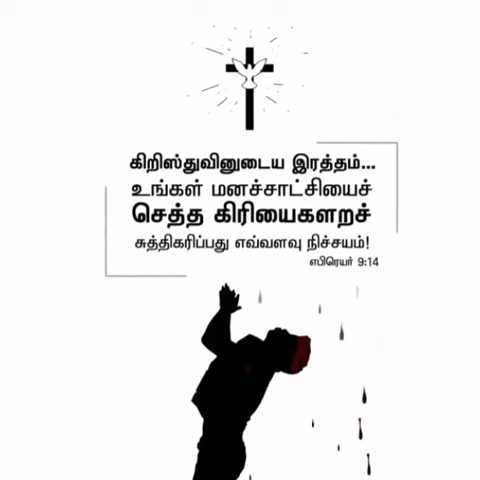 கிறிஸ்துவினுடைய இரத்தம்...
உங்கள் மனச்சாட்சியைச்
செத்த கிரியைகளறச்
சுத்திகரிப்பது எவ்வளவு நிச்சயம்!
எபிரெயர் 9:14